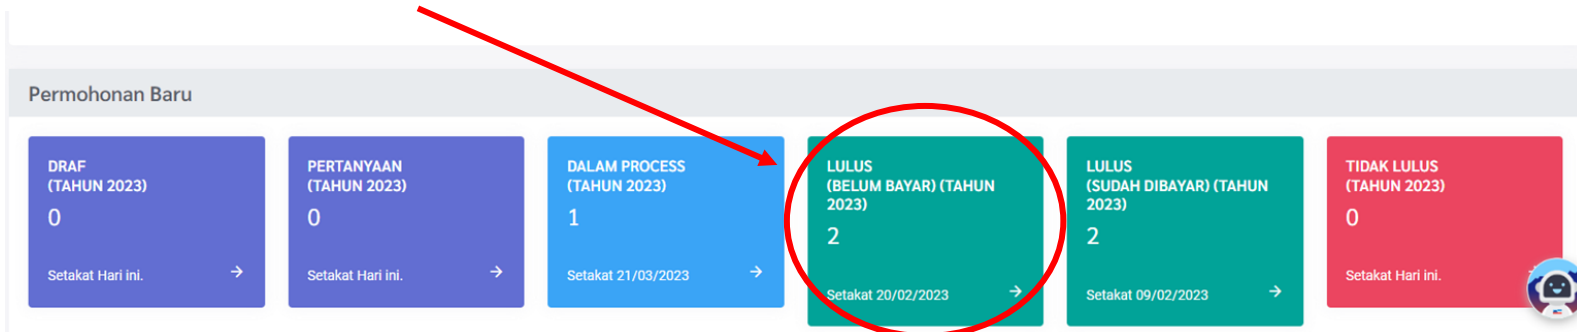 Permohonan Baru
DRAF
(TAHUN 2023)
0
Setakat Hari ini.
PERTANYAAN
(TAHUN 2023)
0
Setakat Hari ini.
DALAM PROCESS
(TAHUN 2023)
1
Setakat 21/03/2023
LULUS
(BELUM BAYAR) (TAHUN
2023)
2
Setakat 20/02/2023
LULUS
(SUDAH DIBAYAR) (TAHUN
2023)
2
Setakat 09/02/2023
TIDAK LULUS
(TAHUN 2023)
0
Setakat Hari ini.